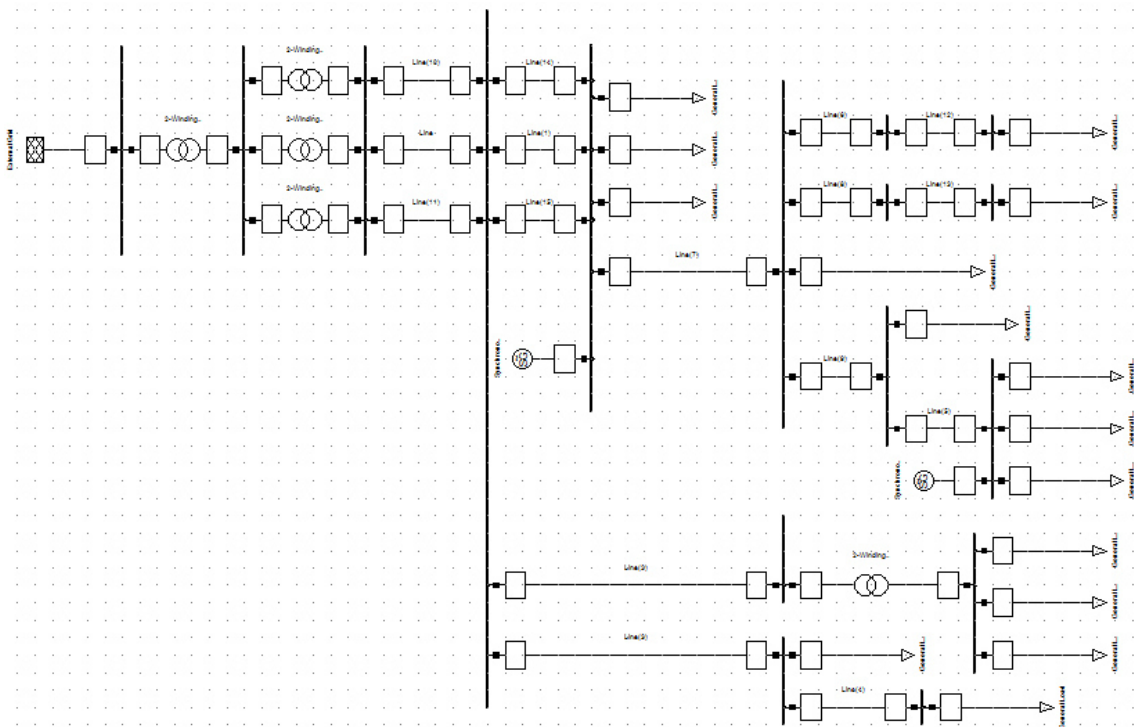 2-Winding..
Line(10)
Line(14)
2-Winding..
2-Winding..
Line
Line(1)
2-Winding..
Line(11)
Line(15)
External Grid
General L..
General L..
General L..
Line(7)
Line(6)
Line(12)
General L..
Line(8)
Line(13)
General L..
General L..
General L..
Synchrono..
Line(9)
General L..
Line(5)
General L..
Synchrono..
General L..
Line(3)
2-Winding..
General L..
General L..
General L..
Line(2)
General L..
Line(4)
General Load